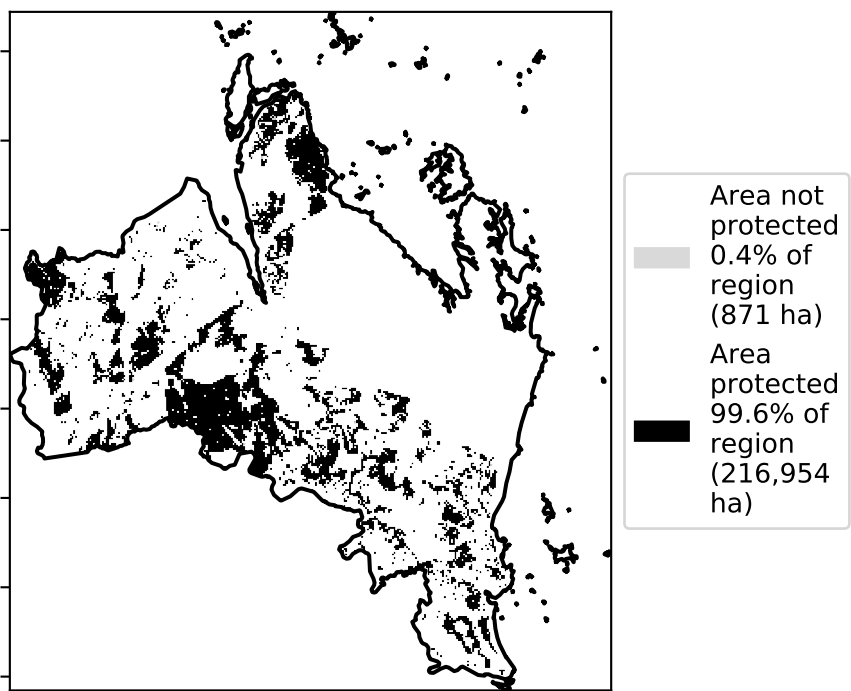 Area not
protected
0.4% of
region
(871 ha)
Area
protected
99.6% of
region
(216,954
ha)